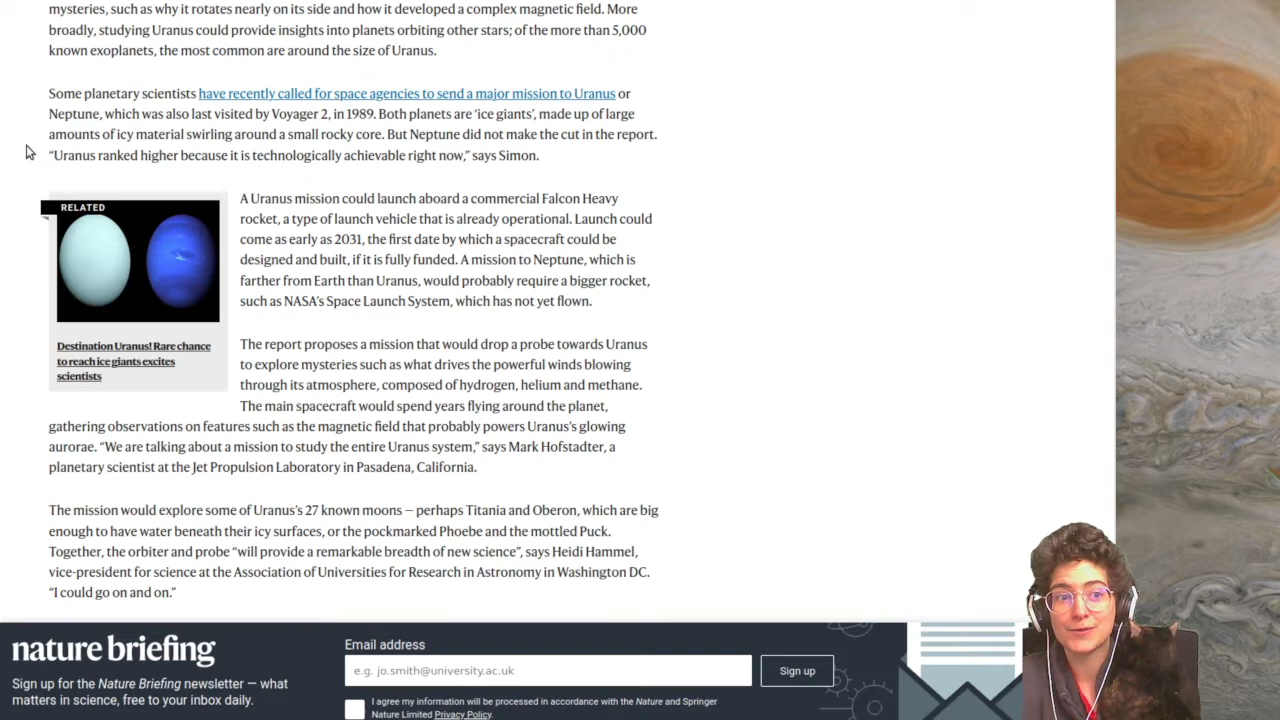 mysteries, such as why it rotates nearly on its side and how it developed a complex magnetic field. More
broadly, studying Uranus could provide insights into planets orbiting other stars; of the more than 5,000
known exoplanets, the most common are around the size of Uranus.
Some planetary scientists have recently called for space agencies to send a major mission to Uranus or
Neptune, which was also last visited by Voyager 2, in 1989. Both planets are ‘ice giants’, made up of large
amounts of icy material swirling around a small rocky core. But Neptune did not make the cut in the report.
“Uranus ranked higher because it is technologically achievable right now,” says Simon.
RELATED
Destination Uranus! Rare chance
to reach ice giants excites
scientists
A Uranus mission could launch aboard a commercial Falcon Heavy
rocket, a type of launch vehicle that is already operational. Launch could
come as early as 2031, the first date by which a spacecraft could be
designed and built, if it is fully funded. A mission to Neptune, which is
farther from Earth than Uranus, would probably require a bigger rocket,
such as NASA’s Space Launch System, which has not yet flown.
The report proposes a mission that would drop a probe towards Uranus
to explore mysteries such as what drives the powerful winds blowing
through its atmosphere, composed of hydrogen, helium and methane.
The main spacecraft would spend years flying around the planet,
gathering observations on features such as the magnetic field that probably powers Uranus’s glowing
aurorae. “We are talking about a mission to study the entire Uranus system,” says Mark Hofstadter, a
planetary scientist at the Jet Propulsion Laboratory in Pasadena, California.
The mission would explore some of Uranus’s 27 known moons — perhaps Titania and Oberon, which are big
enough to have water beneath their icy surfaces, or the pockmarked Phoebe and the mottled Puck.
Together, the orbiter and probe “will provide a remarkable breadth of new science”, says Heidi Hammel,
vice-president for science at the Association of Universities for Research in Astronomy in Washington DC.
“I could go on and on.”
nature briefing
Sign up for the Nature Briefing newsletter — what
matters in science, free to your inbox daily.
Email address
e.g. jo.smith@university.ac.uk
Sign up
I agree my information will be processed in accordance with the Nature and Springer
Nature Limited Privacy Policy.